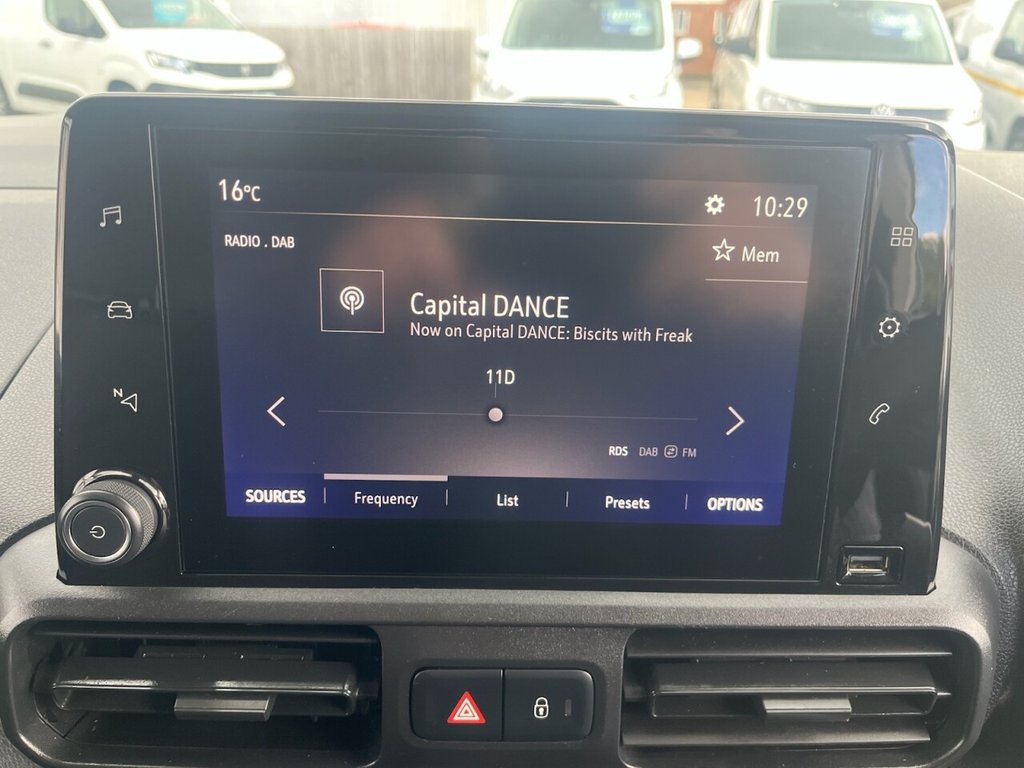 16°C
10:29
RADIO . DAB
Mem
Capital DANCE
Now on Capital DANCE: Biscits with Freak
11D
RDS DAB FM
SOURCES Frequency List Presets OPTIONS
N